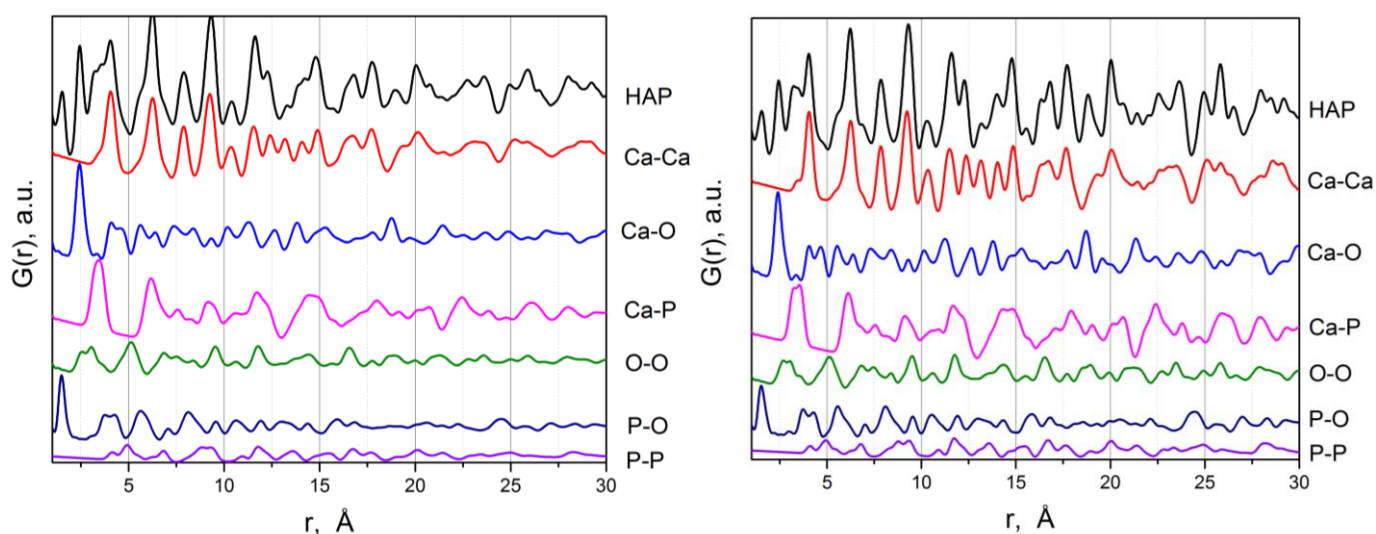 G(r), a.u.
HAP
Ca-Ca
Ca-O
Ca-P
O-O
P-O
P-P
5 10 15 20 25 30
r, Å
G(r), a.u.
HAP
Ca-Ca
Ca-O
Ca-P
O-O
P-O
P-P
5 10 15 20 25 30
r, Å